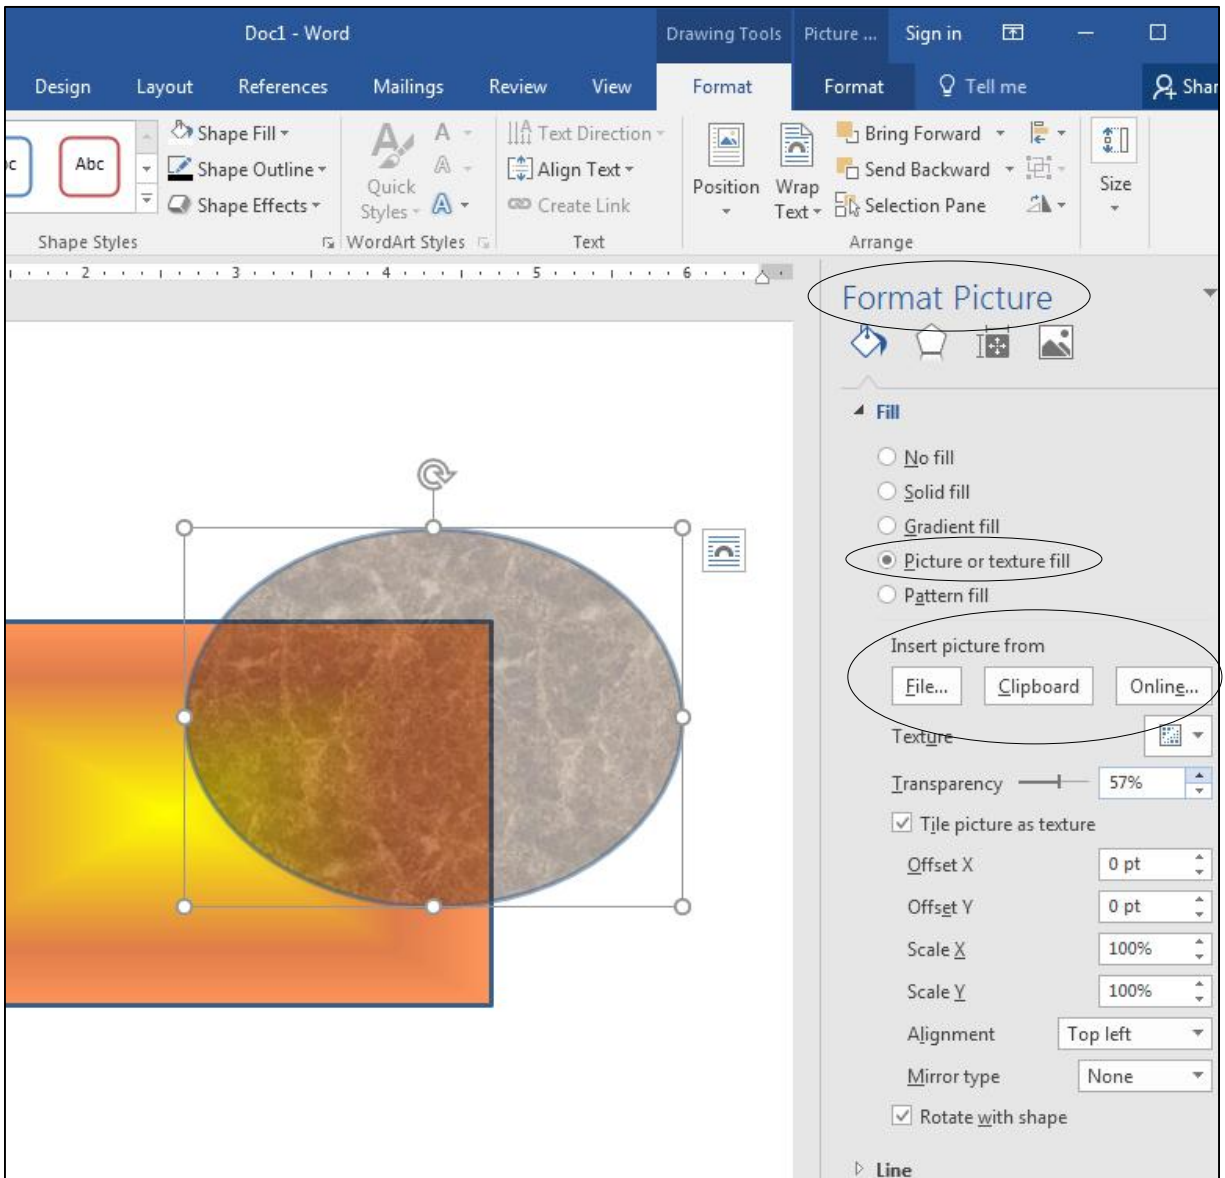 Doc1 - Word
Drawing Tools
Picture ...
Sign in
Design Layout References Mailings Review View Format Format Tell me Shar
Abc
Shape Fill
Shape Outline
Shape Effects
Shape Styles
A A
A
A
Quick
Styles
WordArt Styles
Text Direction
Align Text
Create Link
Text
Position
Wrap
Text
Bring Forward
Send Backward
Selection Pane
Arrange
Size
2 3 4 5 6
Format Picture
Fill
No fill
Solid fill
Gradient fill
Picture or texture fill
Pattern fill
Insert picture from
File... Clipboard Online...
Texture
Transparency 57%
Tile picture as texture
Offset X 0 pt
Offset Y 0 pt
Scale X 100%
Scale Y 100%
Alignment Top left
Mirror type None
Rotate with shape
Line